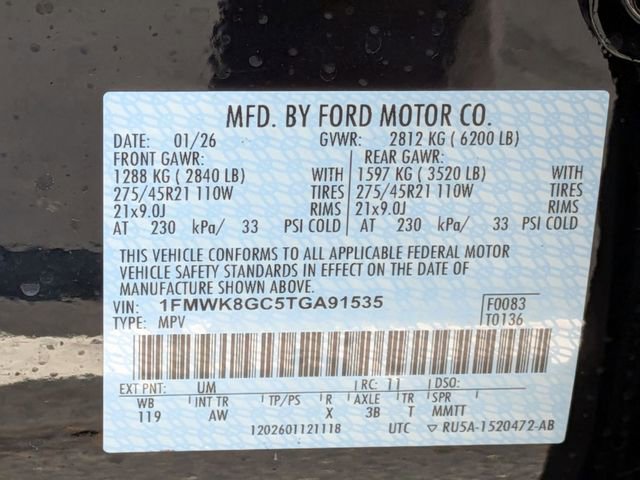 MFD. BY FORD MOTOR CO.
DATE: 01/26 GVWR: 2812 KG ( 6200 LB)
FRONT GAWR: REAR GAWR:
1288 KG ( 2840 LB) WITH 1597 KG ( 3520 LB) WITH
275/45R21 110W TIRES 275/45R21 110W TIRES
21x9.0J RIMS 21x9.0J RIMS
AT 230 kPa/ 33 PSI COLD AT 230 kPa/ 33 PSI COLD
THIS VEHICLE CONFORMS TO ALL APPLICABLE FEDERAL MOTOR
VEHICLE SAFETY STANDARDS IN EFFECT ON THE DATE OF
MANUFACTURE SHOWN ABOVE.
VIN: 1FMWK8GC5TGA91535 F0083
TYPE: MPV T0136
EXT PNT: UM RC: 11 DSO:
WB INT TR TP/PS R AXLE TR SPR
119 AW X 3B T MMTT
1202601121118 UTC ▽ RU5A-1520472-AB